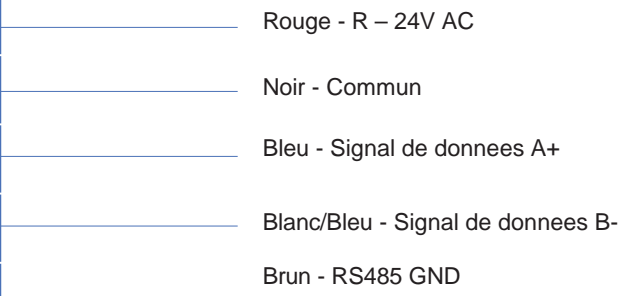 Rouge - R – 24V AC
Noir - Commun
Bleu - Signal de donnees A+
Blanc/Bleu - Signal de donnees B-
Brun - RS485 GND